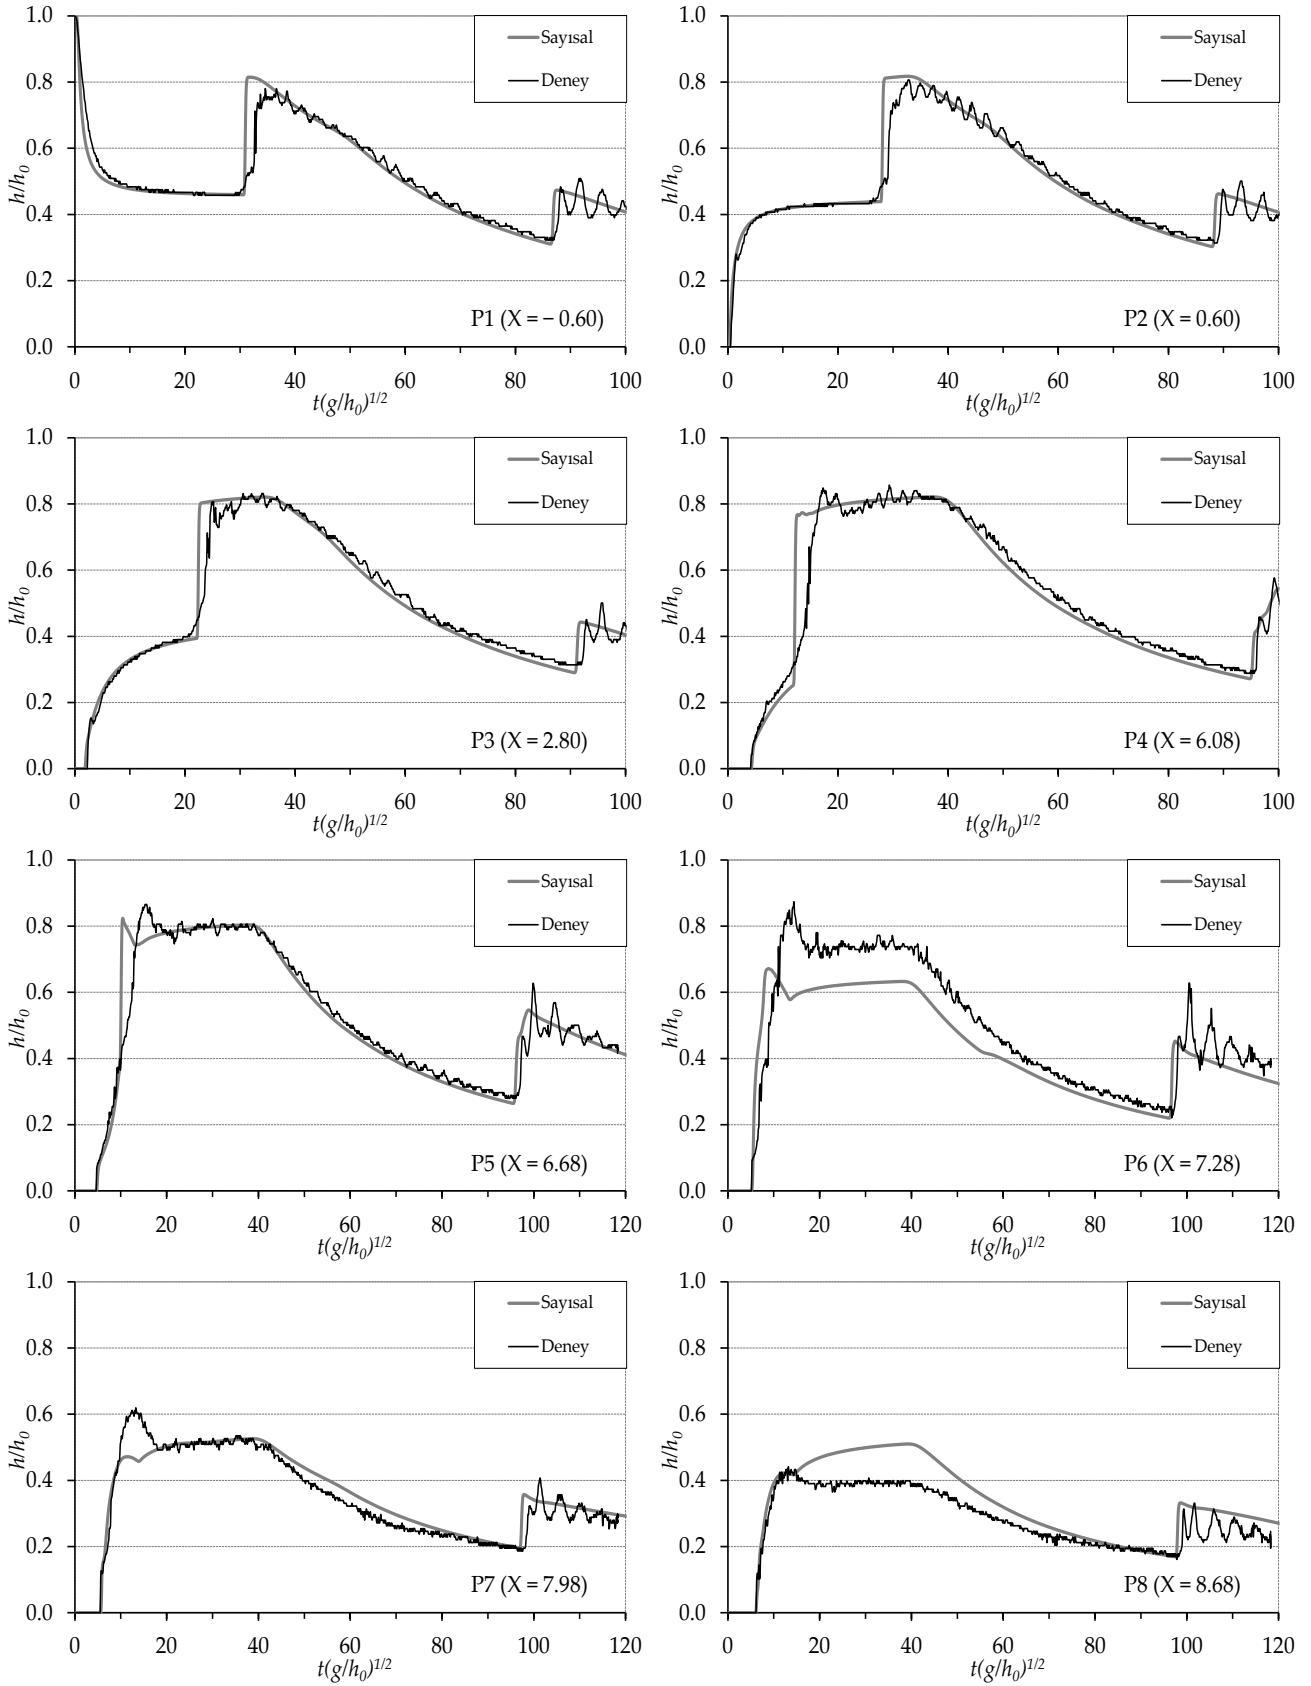 1.0
0.8
0.6
0.4
0.2
0.0
h/h0
Sayısal
Deney
P1 (X = − 0.60)
0 20 40 60 80 100
t(g/h0)1/2
1.0
0.8
0.6
0.4
0.2
0.0
h/h0
Sayısal
Deney
P2 (X = 0.60)
0 20 40 60 80 100
t(g/h0)1/2
1.0
0.8
0.6
0.4
0.2
0.0
h/h0
Sayısal
Deney
P3 (X = 2.80)
0 20 40 60 80 100
t(g/h0)1/2
1.0
0.8
0.6
0.4
0.2
0.0
h/h0
Sayısal
Deney
P4 (X = 6.08)
0 20 40 60 80 100
t(g/h0)1/2
1.0
0.8
0.6
0.4
0.2
0.0
h/h0
Sayısal
Deney
P5 (X = 6.68)
0 20 40 60 80 100 120
t(g/h0)1/2
1.0
0.8
0.6
0.4
0.2
0.0
h/h0
Sayısal
Deney
P6 (X = 7.28)
0 20 40 60 80 100 120
t(g/h0)1/2
1.0
0.8
0.6
0.4
0.2
0.0
h/h0
Sayısal
Deney
P7 (X = 7.98)
0 20 40 60 80 100 120
t(g/h0)1/2
1.0
0.8
0.6
0.4
0.2
0.0
h/h0
Sayısal
Deney
P8 (X = 8.68)
0 20 40 60 80 100 120
t(g/h0)1/2